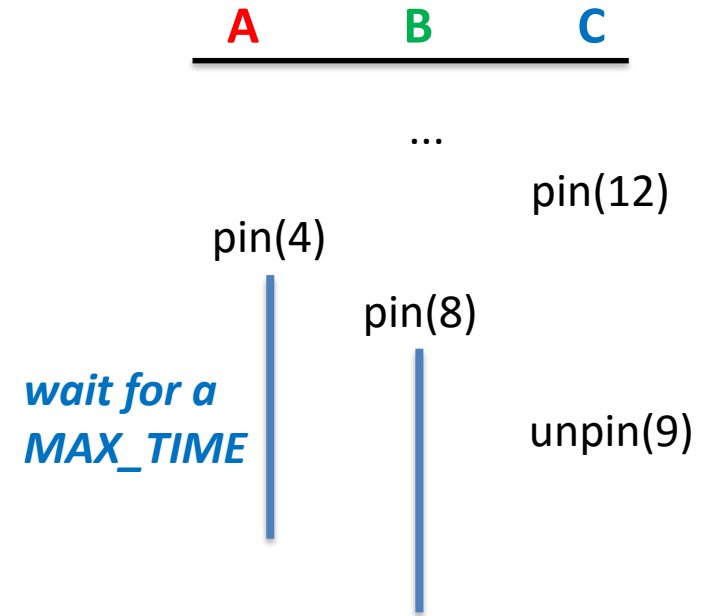 A B C
...
pin(12)
pin(4)
pin(8)
wait for a
MAX_TIME
unpin(9)